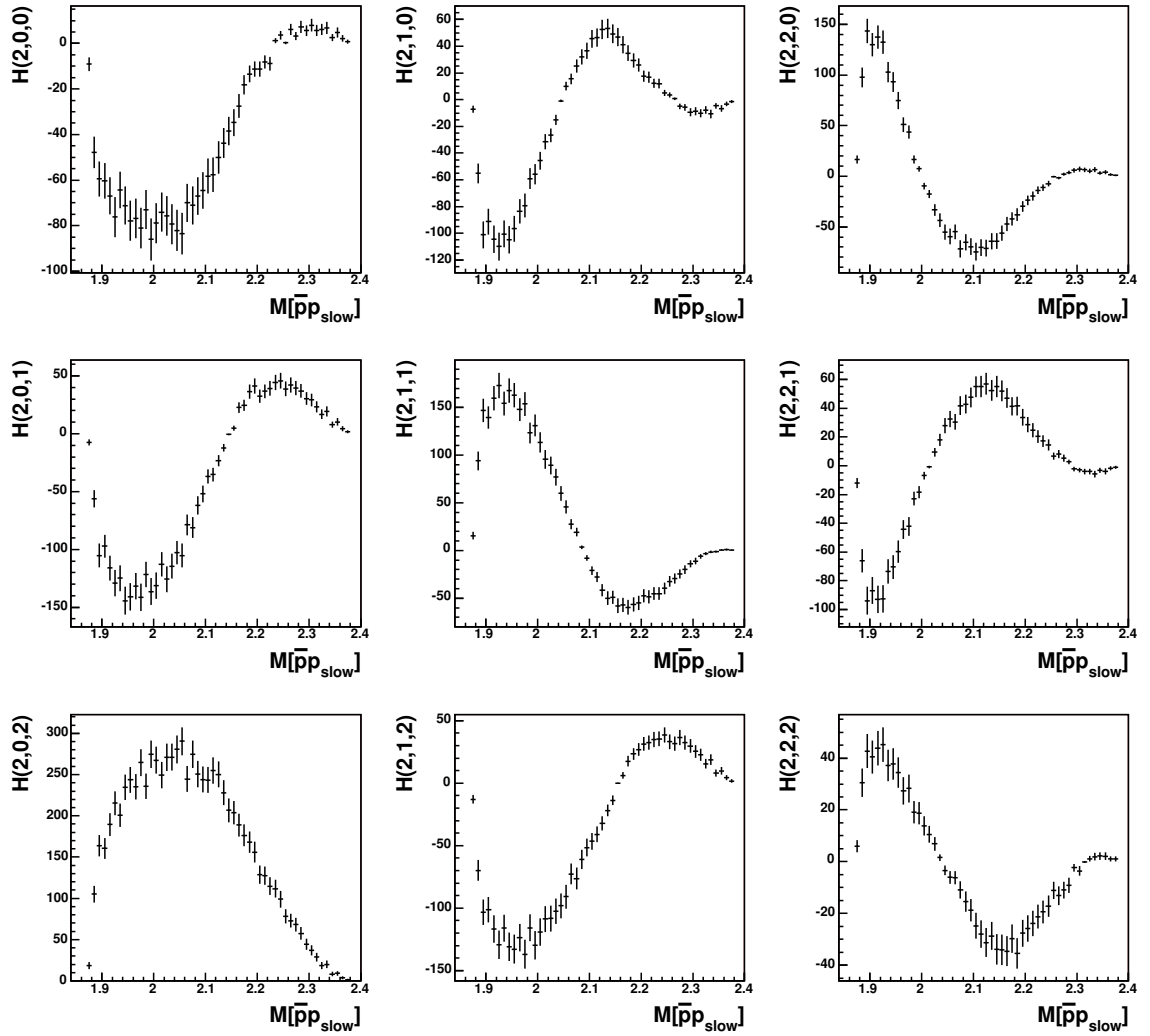 H(2,0,0)
0
-20
-40
-60
-80
-100
1.9 2 2.1 2.2 2.3 2.4
M[p̅p_slow]
H(2,1,0)
60
40
20
0
-20
-40
-60
-80
-100
-120
1.9 2 2.1 2.2 2.3 2.4
M[p̅p_slow]
H(2,2,0)
150
100
50
0
-50
1.9 2 2.1 2.2 2.3 2.4
M[p̅p_slow]
H(2,0,1)
50
0
-50
-100
-150
1.9 2 2.1 2.2 2.3 2.4
M[p̅p_slow]
H(2,1,1)
150
100
50
0
-50
1.9 2 2.1 2.2 2.3 2.4
M[p̅p_slow]
H(2,2,1)
60
40
20
0
-20
-40
-60
-80
-100
1.9 2 2.1 2.2 2.3 2.4
M[p̅p_slow]
H(2,0,2)
300
250
200
150
100
50
0
1.9 2 2.1 2.2 2.3 2.4
M[p̅p_slow]
H(2,1,2)
50
0
-50
-100
-150
1.9 2 2.1 2.2 2.3 2.4
M[p̅p_slow]
H(2,2,2)
40
20
0
-20
-40
1.9 2 2.1 2.2 2.3 2.4
M[p̅p_slow]